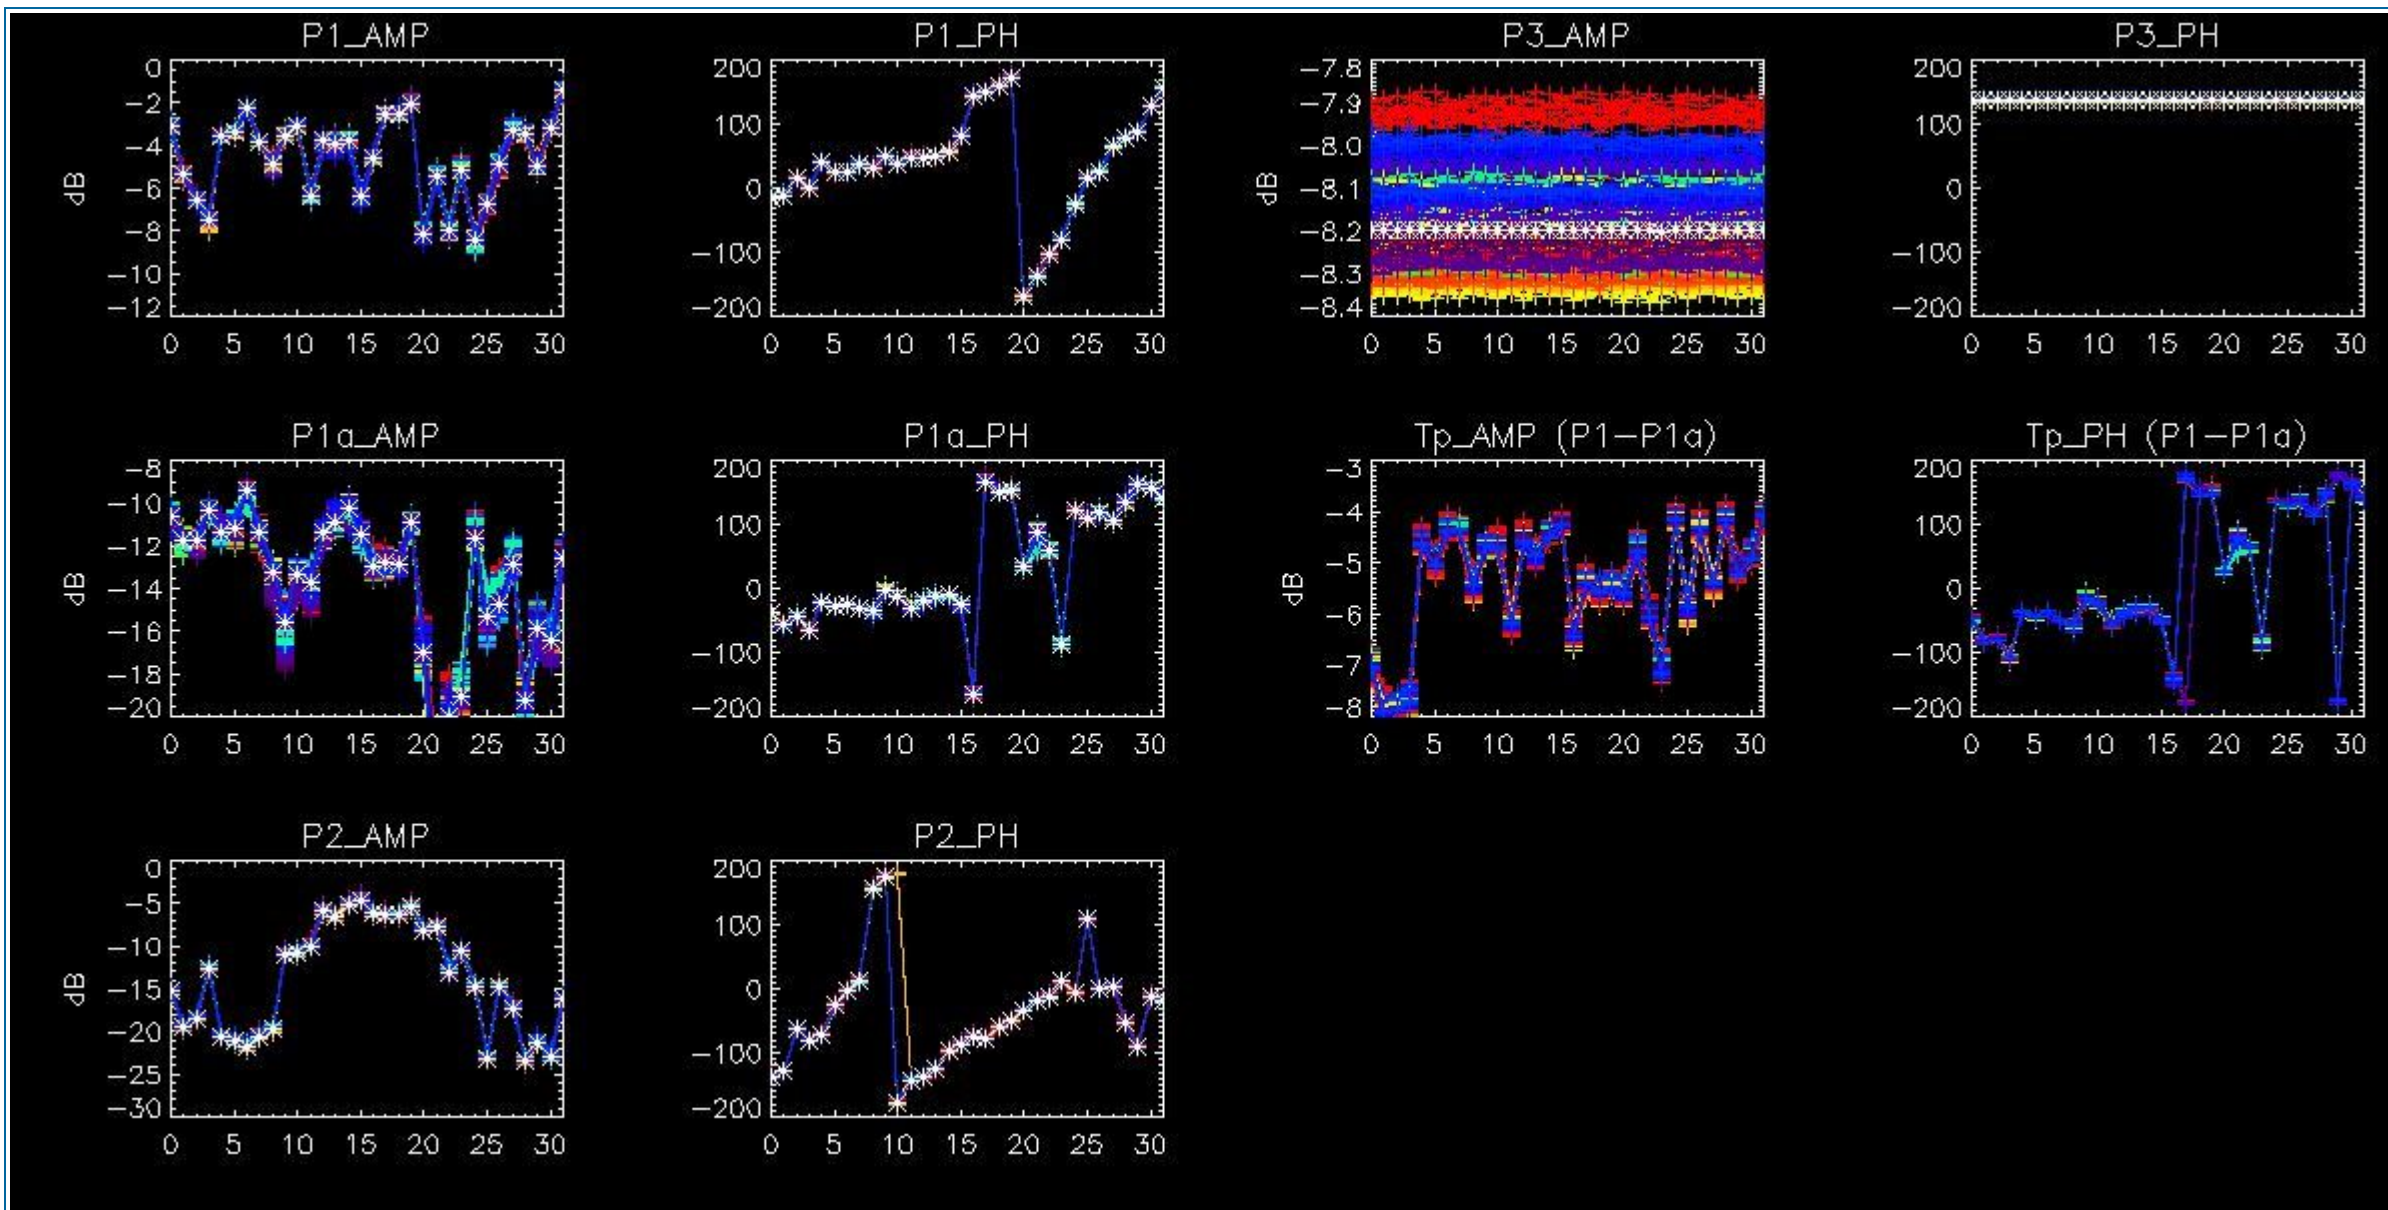 P1_AMP
0
−2
−4
−6
−8
−10
−12
dB
0 5 10 15 20 25 30
P1_PH
200
100
0
−100
−200
0 5 10 15 20 25 30
P3_AMP
−7.8
−7.9
−8.0
−8.1
−8.2
−8.3
−8.4
dB
0 5 10 15 20 25 30
P3_PH
200
100
0
−100
−200
0 5 10 15 20 25 30
P1a_AMP
−8
−10
−12
−14
−16
−18
−20
dB
0 5 10 15 20 25 30
P1a_PH
200
100
0
−100
−200
0 5 10 15 20 25 30
Tp_AMP (P1−P1a)
−3
−4
−5
−6
−7
−8
dB
0 5 10 15 20 25 30
Tp_PH (P1−P1a)
200
100
0
−100
−200
0 5 10 15 20 25 30
P2_AMP
0
−5
−10
−15
−20
−25
−30
dB
0 5 10 15 20 25 30
P2_PH
200
100
0
−100
−200
0 5 10 15 20 25 30